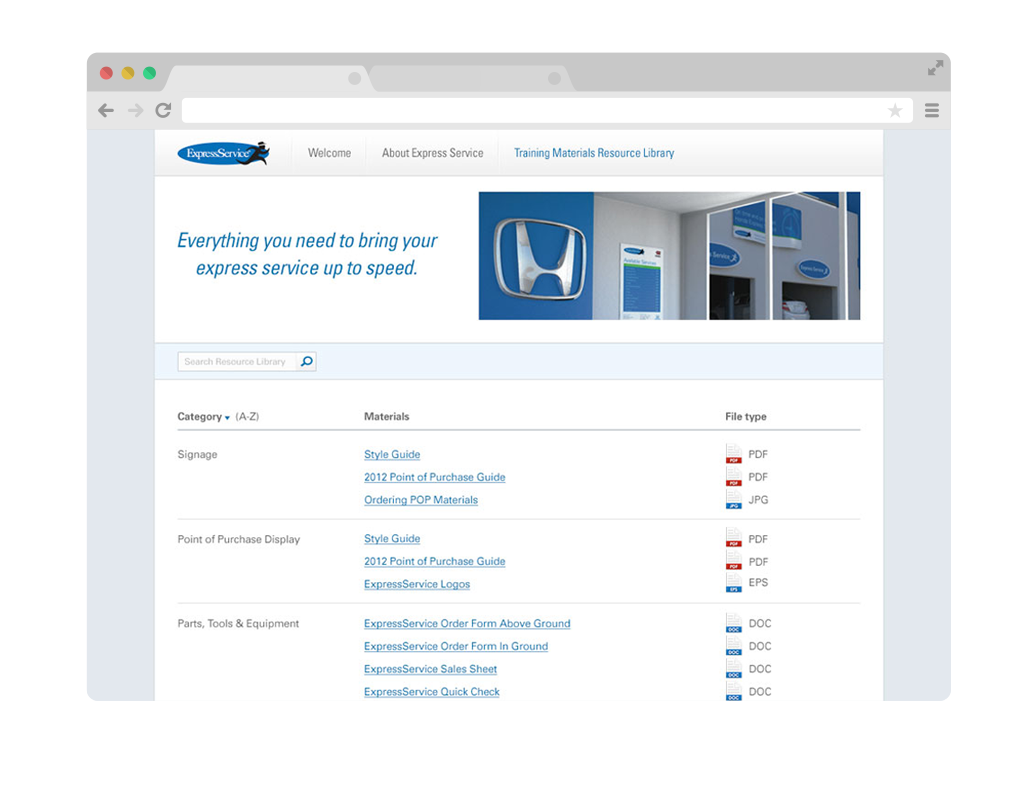 ExpressService
Welcome
About Express Service
Training Materials Resource Library
Everything you need to bring your
express service up to speed.
Available Services
Express Service
Search Resource Library
Category (A-Z) Materials File type
Signage Style Guide PDF PDF
2012 Point of Purchase Guide PDF PDF
Ordering POP Materials JPG JPG
Point of Purchase Display Style Guide PDF PDF
2012 Point of Purchase Guide PDF PDF
ExpressService Logos EPS EPS
Parts, Tools & Equipment ExpressService Order Form Above Ground DOC DOC
ExpressService Order Form In Ground DOC DOC
ExpressService Sales Sheet DOC DOC
ExpressService Quick Check DOC DOC